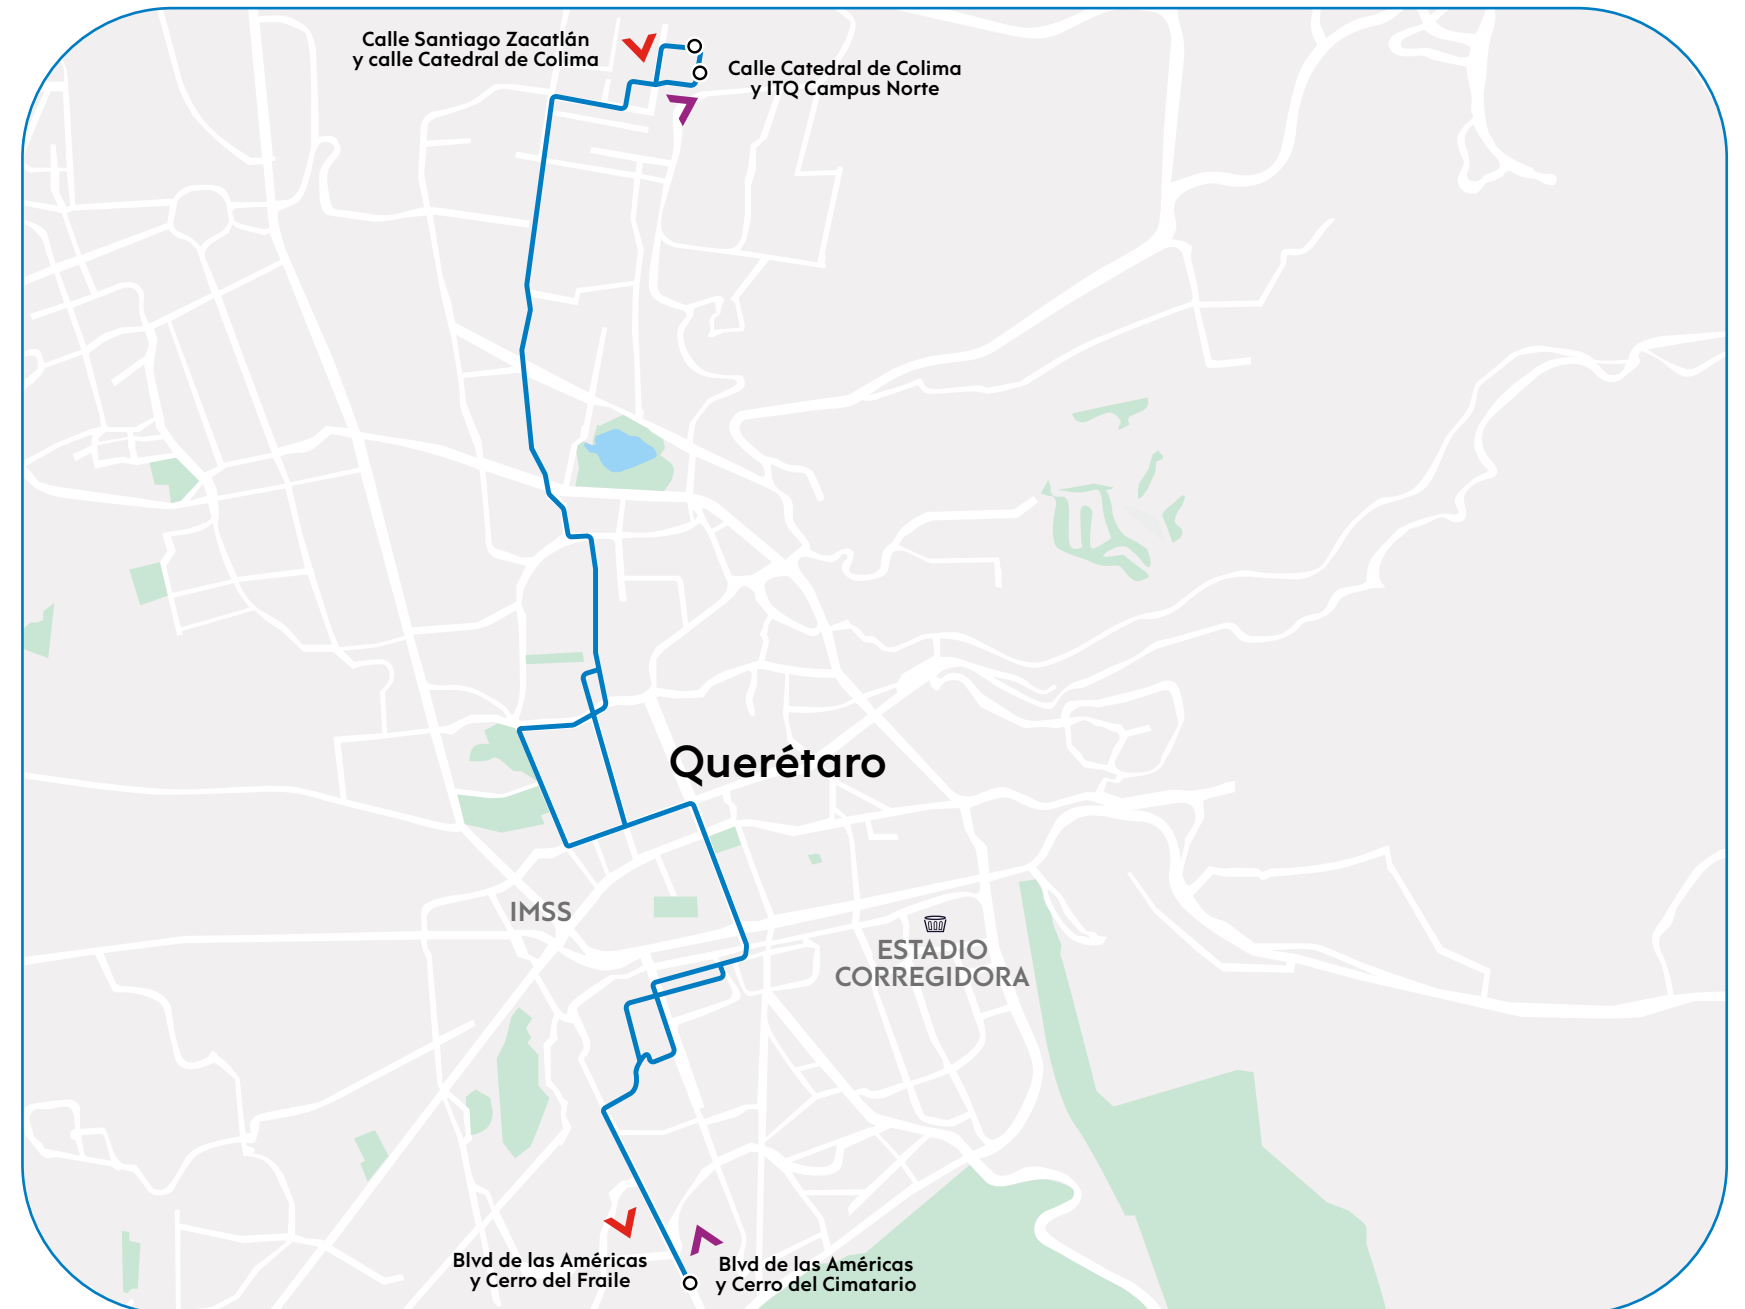 Calle Santiago Zacatlán
y calle Catedral de Colima
Calle Catedral de Colima
y ITQ Campus Norte
Querétaro
IMSS
ESTADIO
CORREGIDORA
Blvd de las Américas
y Cerro del Fraile
Blvd de las Américas
y Cerro del Cimatario